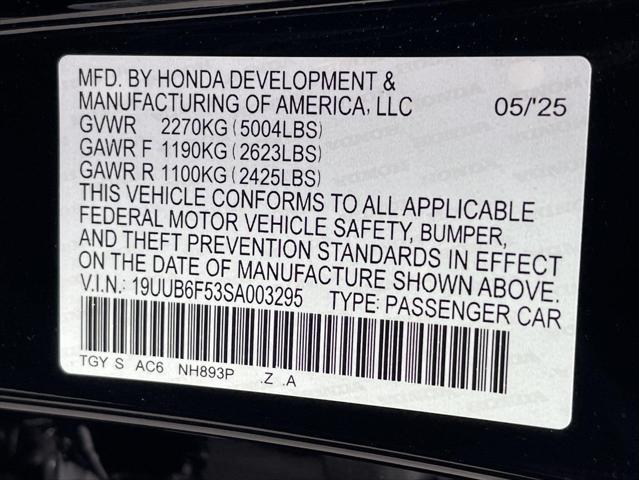 MFD. BY HONDA DEVELOPMENT &
MANUFACTURING OF AMERICA, LLC 05/'25
GVWR 2270KG (5004LBS)
GAWR F 1190KG (2623LBS)
GAWR R 1100KG (2425LBS)
THIS VEHICLE CONFORMS TO ALL APPLICABLE
FEDERAL MOTOR VEHICLE SAFETY, BUMPER,
AND THEFT PREVENTION STANDARDS IN EFFECT
ON THE DATE OF MANUFACTURE SHOWN ABOVE.
V.I.N.: 19UUB6F53SA003295 TYPE: PASSENGER CAR
TGY S AC6 NH893P .Z .A